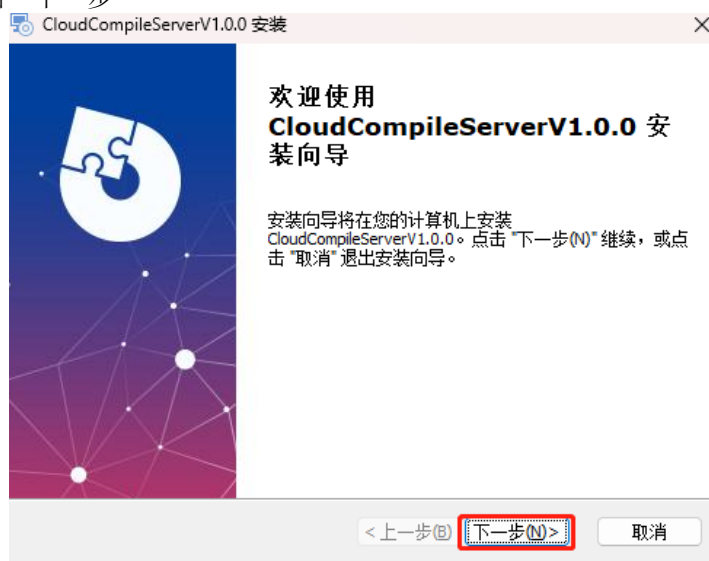 CloudCompileServerV1.0.0 安装
欢迎使用
CloudCompileServerV1.0.0 安
装向导
安装向导将在您的计算机上安装
CloudCompileServerV1.0.0。点击 "下一步(N)" 继续，或点
击 "取消" 退出安装向导。
<上一步(B) 下一步(N)> 取消